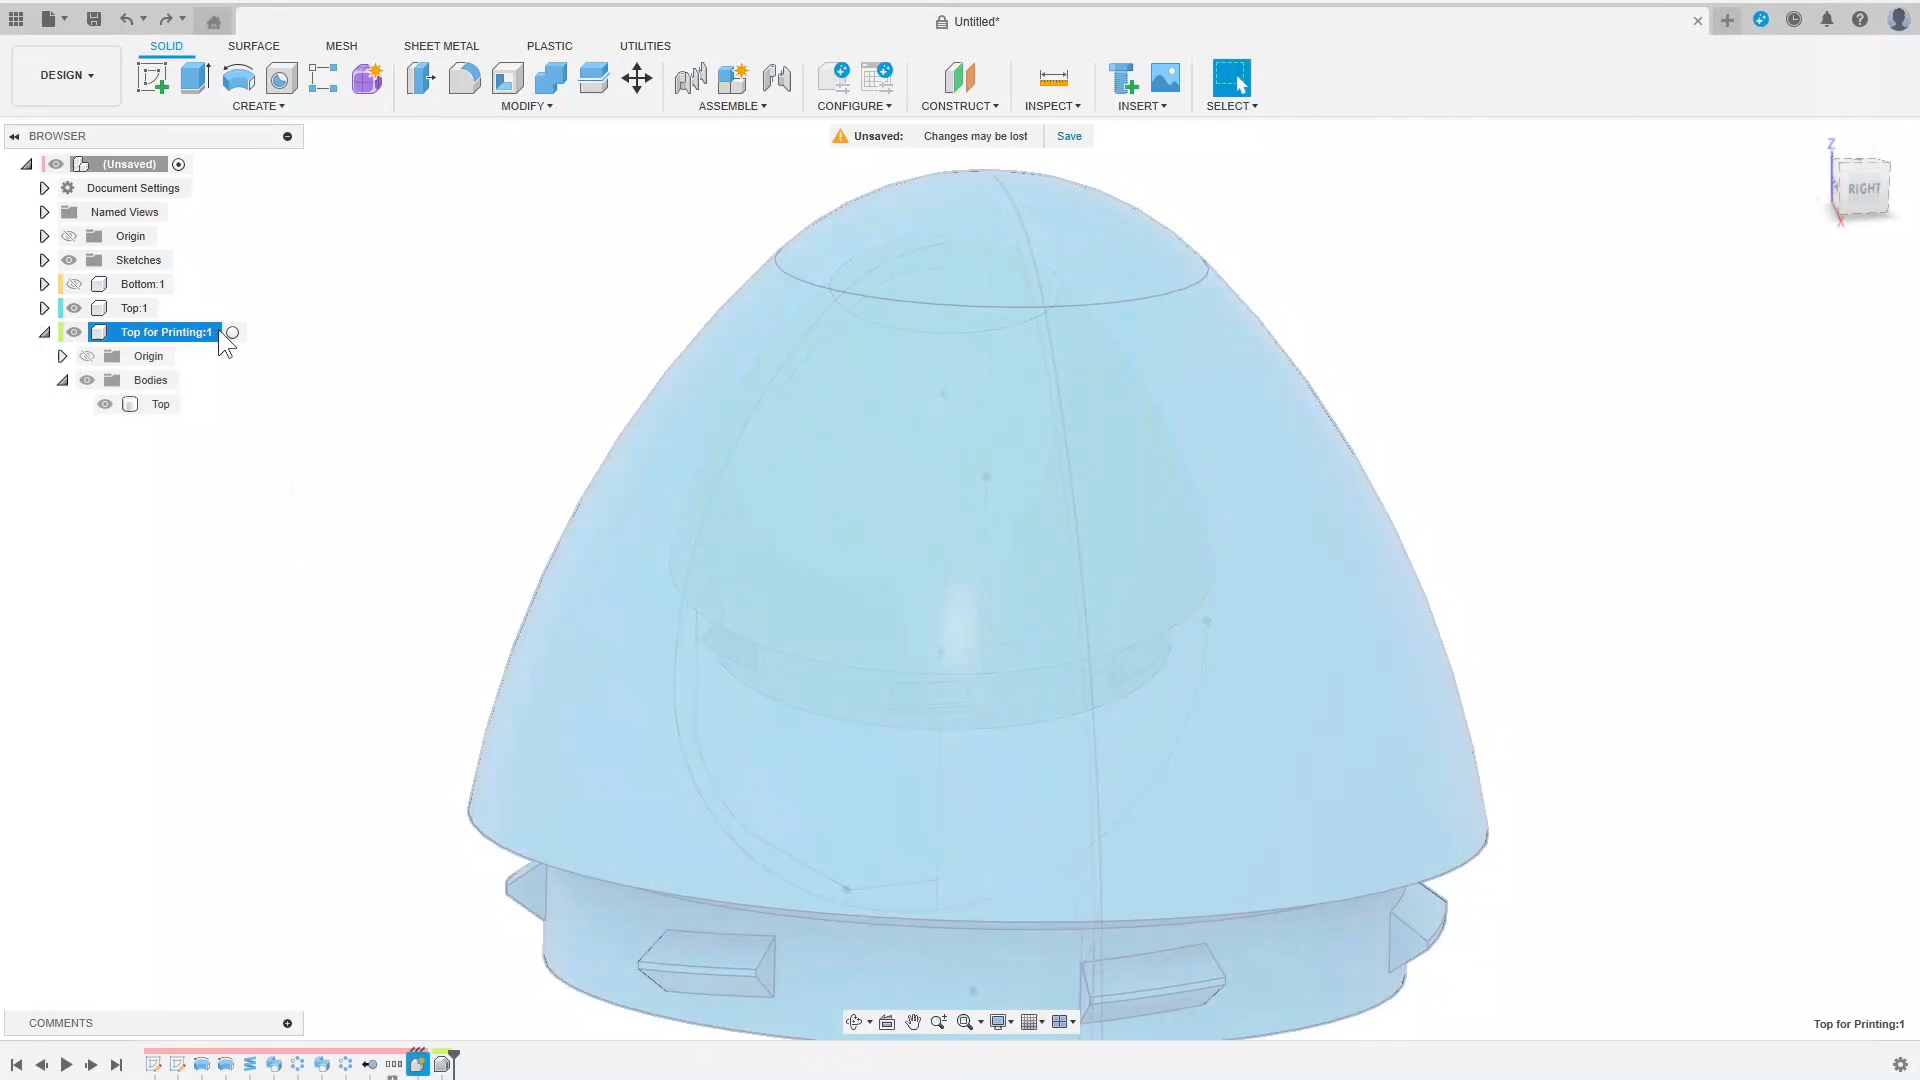 Untitled*
SOLID SURFACE MESH SHEET METAL PLASTIC UTILITIES
DESIGN
CREATE MODIFY ASSEMBLE CONFIGURE CONSTRUCT INSPECT INSERT SELECT
BROWSER
Unsaved: Changes may be lost Save
(Unsaved)
Document Settings
Named Views
Origin
Sketches
Bottom:1
Top:1
Top for Printing:1
Origin
Bodies
Top
Z
RIGHT
X
COMMENTS
Top for Printing:1